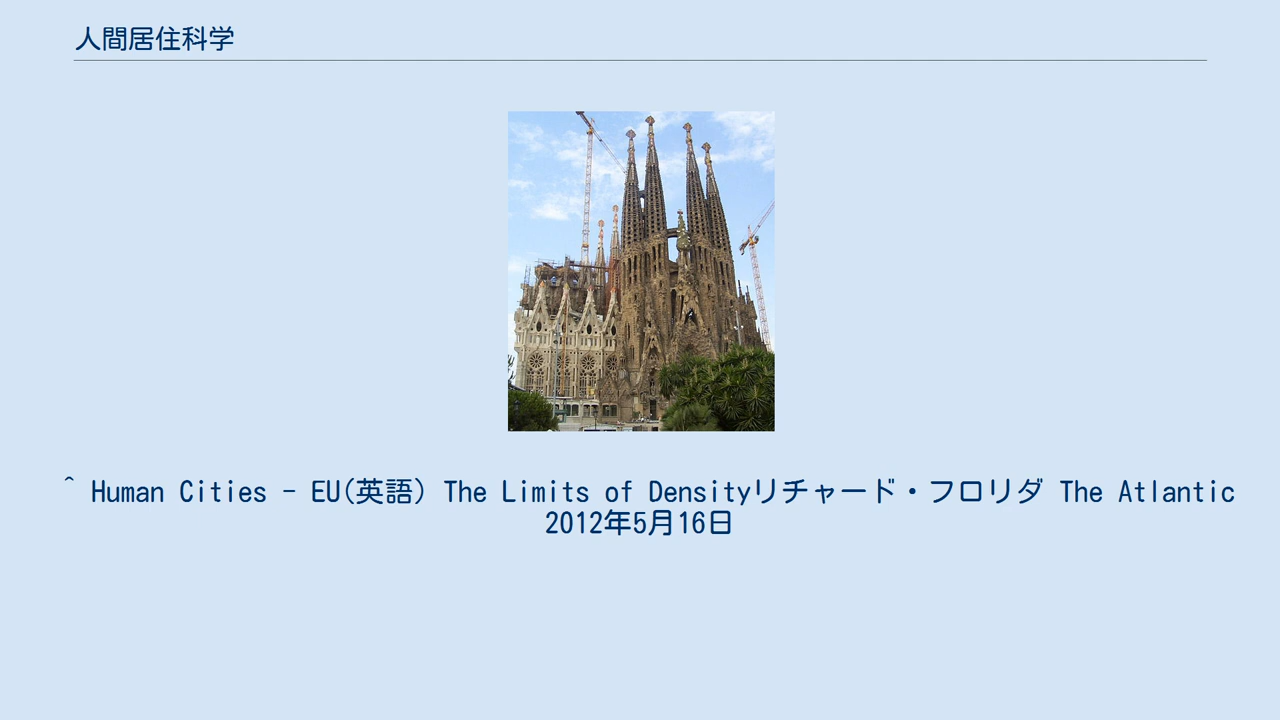 人間居住科学
^ Human Cities - EU(英語) The Limits of Densityリチャード・フロリダ The Atlantic
2012年5月16日